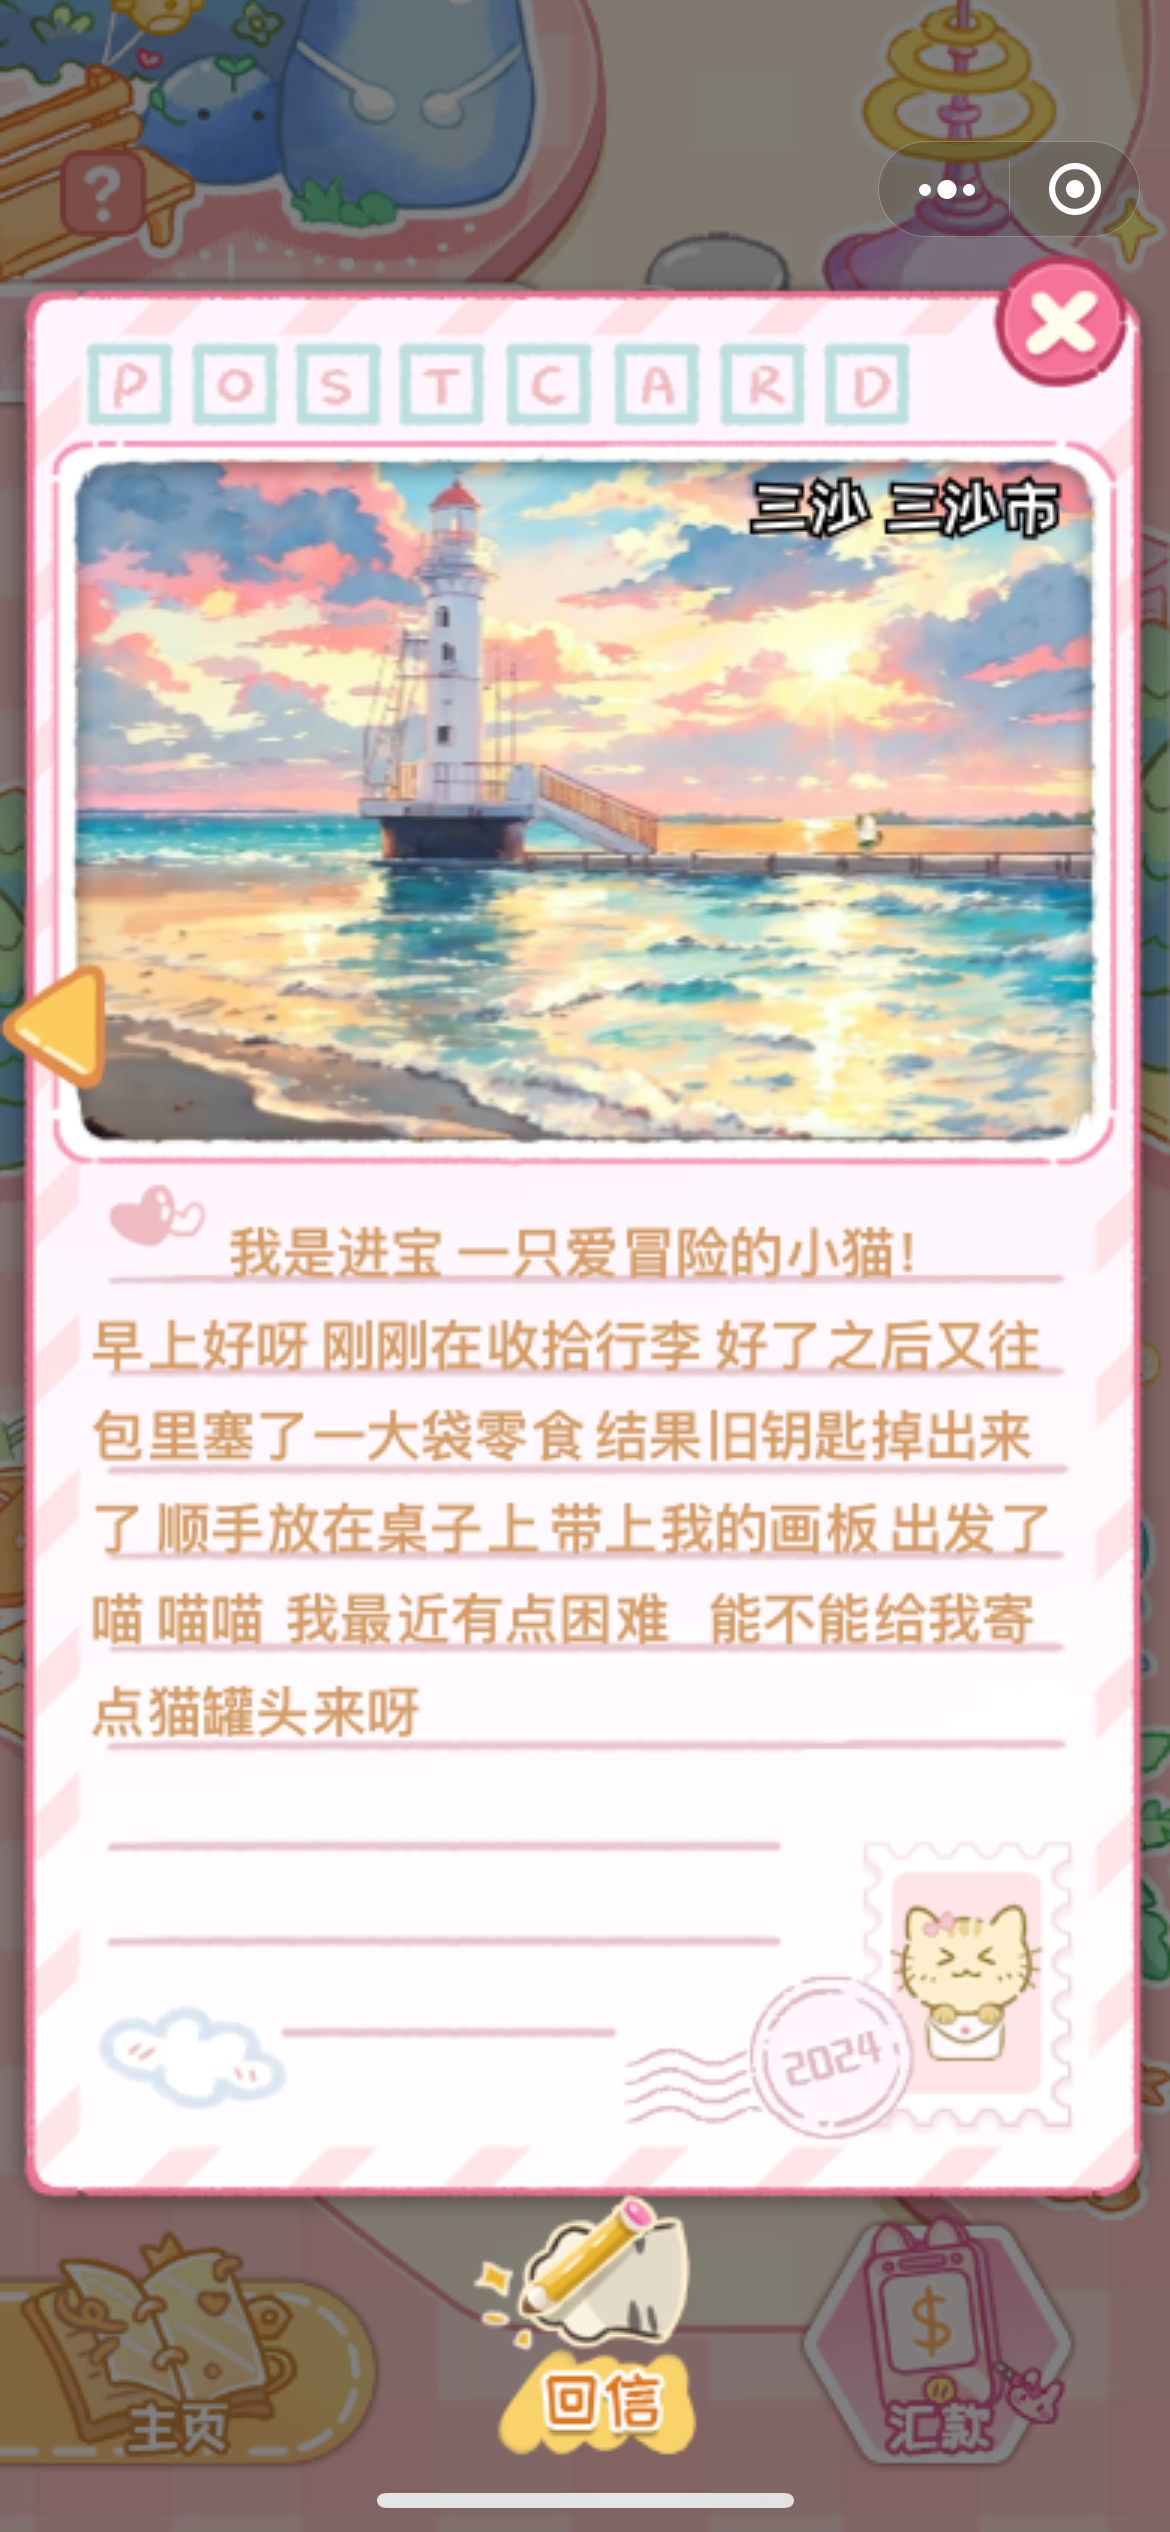 ?
POSTCARD
三沙 三沙市
我是进宝 一只爱冒险的小猫!
早上好呀 刚刚在收拾行李 好了之后又往
包里塞了一大袋零食 结果旧钥匙掉出来
了 顺手放在桌子上 带上我的画板 出发了
喵 喵喵 我最近有点困难 能不能给我寄
点猫罐头来呀
2024
$
主页
回信
汇款